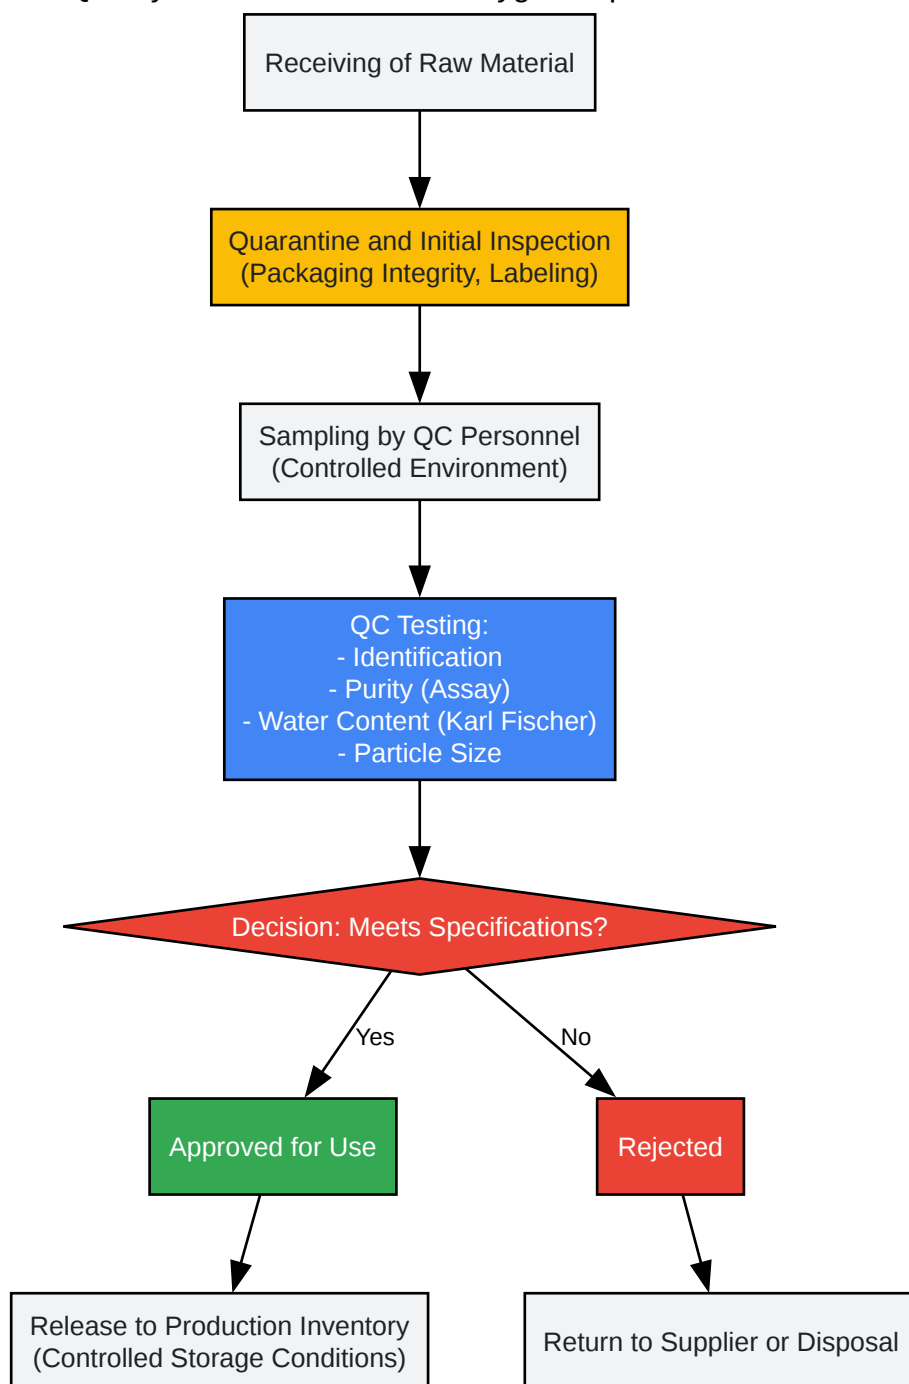 Receiving of Raw Material
Quarantine and Initial Inspection
(Packaging Integrity, Labeling)
Sampling by QC Personnel
(Controlled Environment)
QC Testing:
- Identification
- Purity (Assay)
- Water Content (Karl Fischer)
- Particle Size
Decision: Meets Specifications?
Yes
No
Approved for Use
Rejected
Release to Production Inventory
(Controlled Storage Conditions)
Return to Supplier or Disposal